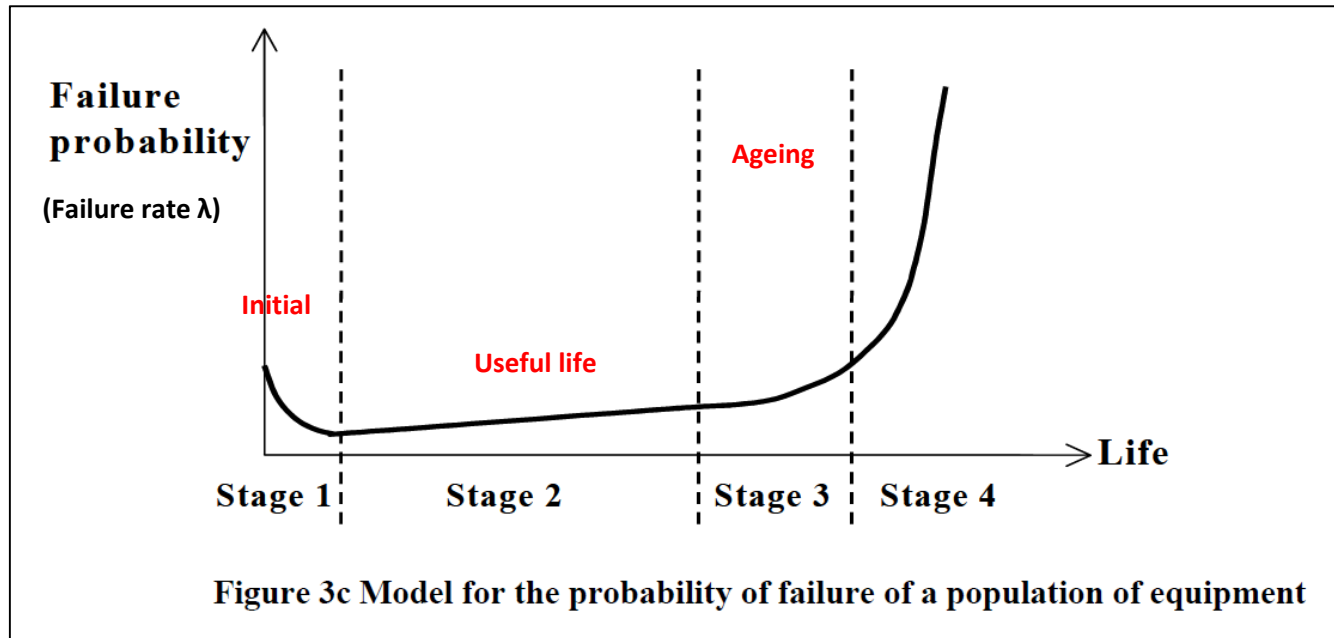 Failure
probability
(Failure rate λ)
Initial
Useful life
Ageing
Life
Stage 1
Stage 2
Stage 3
Stage 4
Figure 3c Model for the probability of failure of a population of equipment